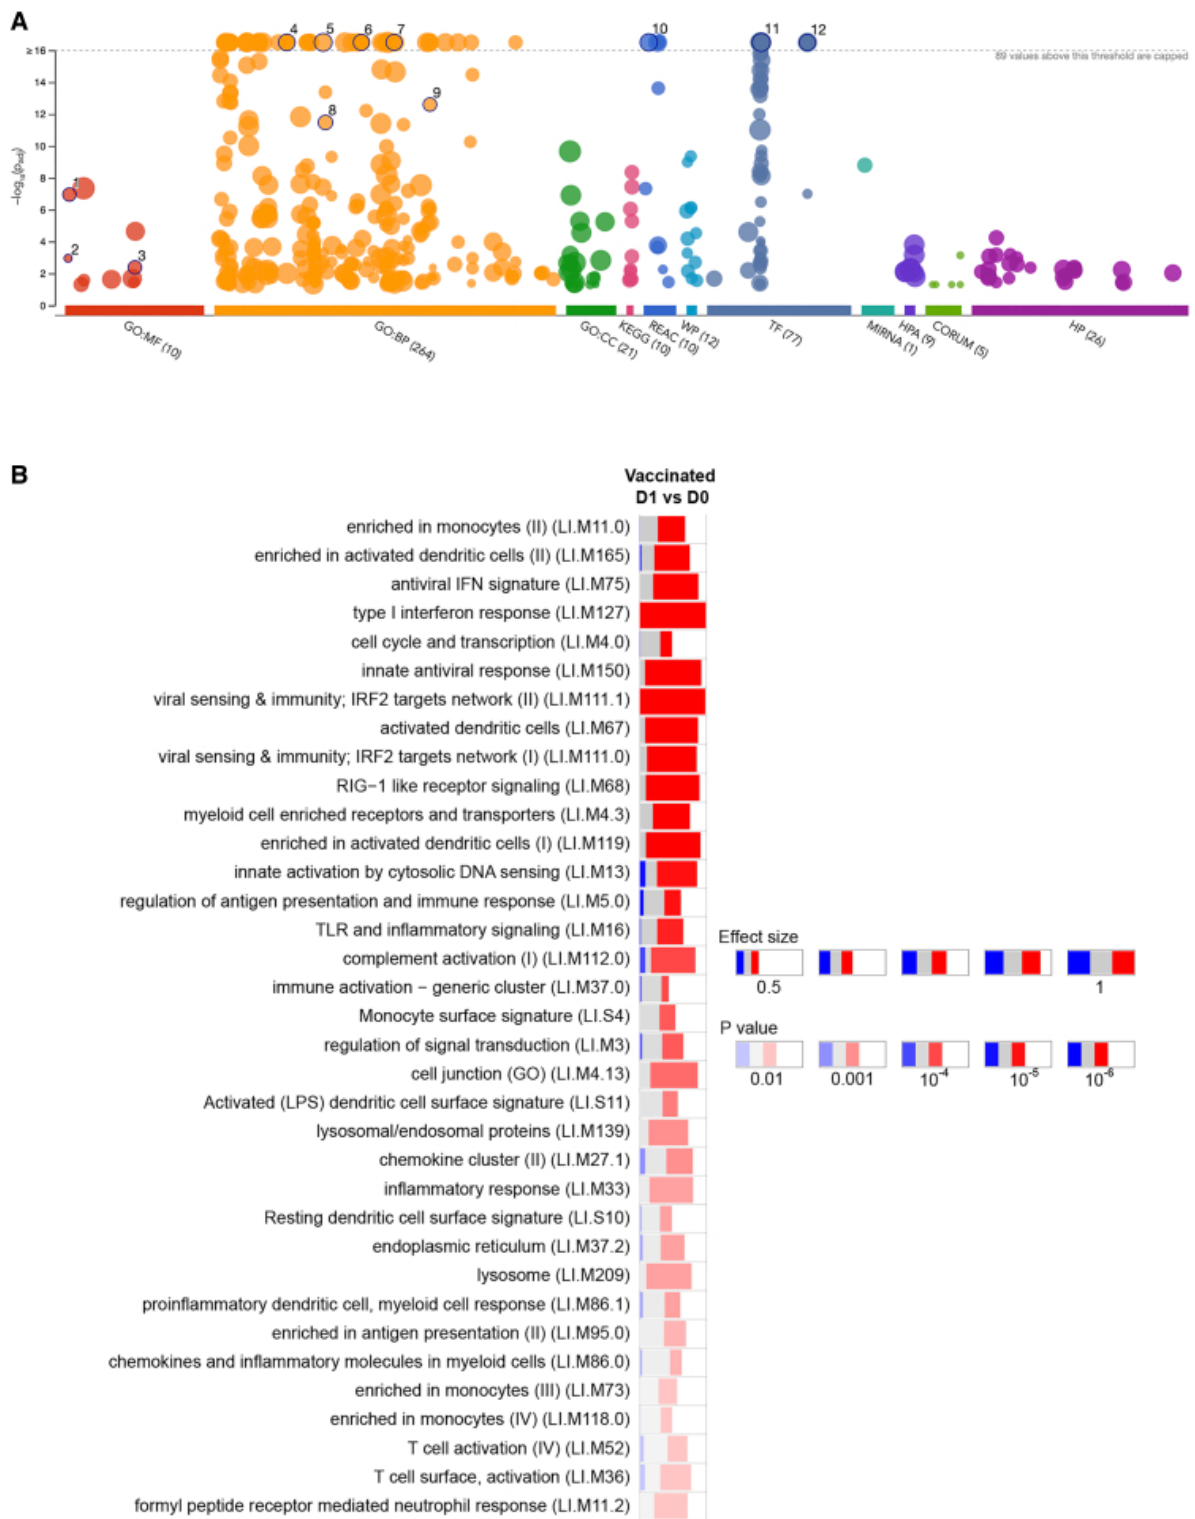 A
4 5 6 7 10 11 12
≥16
89 values above this threshold are capped
14
12
10
8
6
4
2
0
−log₁₀(p_adj)
9
8
1
2
3
GO:MF (10)
GO:BP (264)
GO:CC (21)
KEGG (10)
REAC (10)
WP (12)
TF (77)
MIRNA (1)
HPA (9)
CORUM (5)
HP (26)
B
Vaccinated
D1 vs D0
enriched in monocytes (II) (LI.M11.0)
enriched in activated dendritic cells (II) (LI.M165)
antiviral IFN signature (LI.M75)
type I interferon response (LI.M127)
cell cycle and transcription (LI.M4.0)
innate antiviral response (LI.M150)
viral sensing & immunity; IRF2 targets network (II) (LI.M111.1)
activated dendritic cells (LI.M67)
viral sensing & immunity; IRF2 targets network (I) (LI.M111.0)
RIG−1 like receptor signaling (LI.M68)
myeloid cell enriched receptors and transporters (LI.M4.3)
enriched in activated dendritic cells (I) (LI.M119)
innate activation by cytosolic DNA sensing (LI.M13)
regulation of antigen presentation and immune response (LI.M5.0)
TLR and inflammatory signaling (LI.M16)
complement activation (I) (LI.M112.0)
immune activation − generic cluster (LI.M37.0)
Monocyte surface signature (LI.S4)
regulation of signal transduction (LI.M3)
cell junction (GO) (LI.M4.13)
Activated (LPS) dendritic cell surface signature (LI.S11)
lysosomal/endosomal proteins (LI.M139)
chemokine cluster (II) (LI.M27.1)
inflammatory response (LI.M33)
Resting dendritic cell surface signature (LI.S10)
endoplasmic reticulum (LI.M37.2)
lysosome (LI.M209)
proinflammatory dendritic cell, myeloid cell response (LI.M86.1)
enriched in antigen presentation (II) (LI.M95.0)
chemokines and inflammatory molecules in myeloid cells (LI.M86.0)
enriched in monocytes (III) (LI.M73)
enriched in monocytes (IV) (LI.M118.0)
T cell activation (IV) (LI.M52)
T cell surface, activation (LI.M36)
formyl peptide receptor mediated neutrophil response (LI.M11.2)
Effect size
0.5 1
P value
0.01 0.001 10⁻⁴ 10⁻⁵ 10⁻⁶